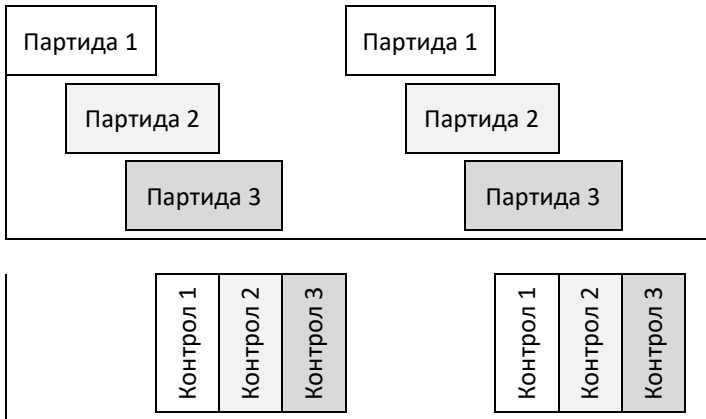 Партида 1 Партида 1
Партида 2 Партида 2
Партида 3 Партида 3
Контрол 1 Контрол 2 Контрол 3 Контрол 1 Контрол 2 Контрол 3